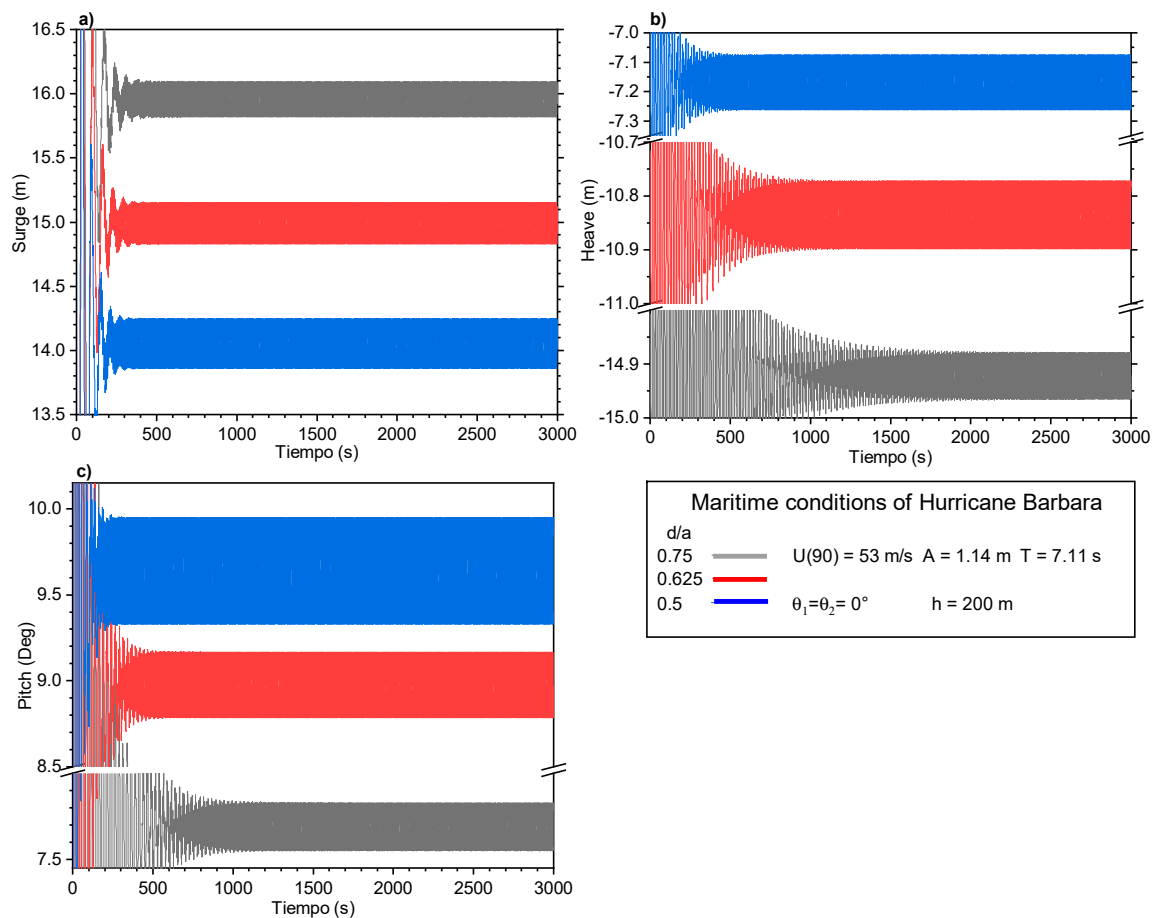 a)
16.5
16.0
15.5
15.0
14.5
14.0
13.5
Surge (m)
0 500 1000 1500 2000 2500 3000
Tiempo (s)
b)
-7.0
-7.1
-7.2
-7.3
-10.7
-10.8
-10.9
-11.0
-14.9
-15.0
Heave (m)
0 500 1000 1500 2000 2500 3000
Tiempo (s)
c)
10.0
9.5
9.0
8.5
7.5
Pitch (Deg)
0 500 1000 1500 2000 2500 3000
Tiempo (s)
Maritime conditions of Hurricane Barbara
d/a
0.75 U(90) = 53 m/s A = 1.14 m T = 7.11 s
0.625
0.5 θ₁=θ₂= 0° h = 200 m